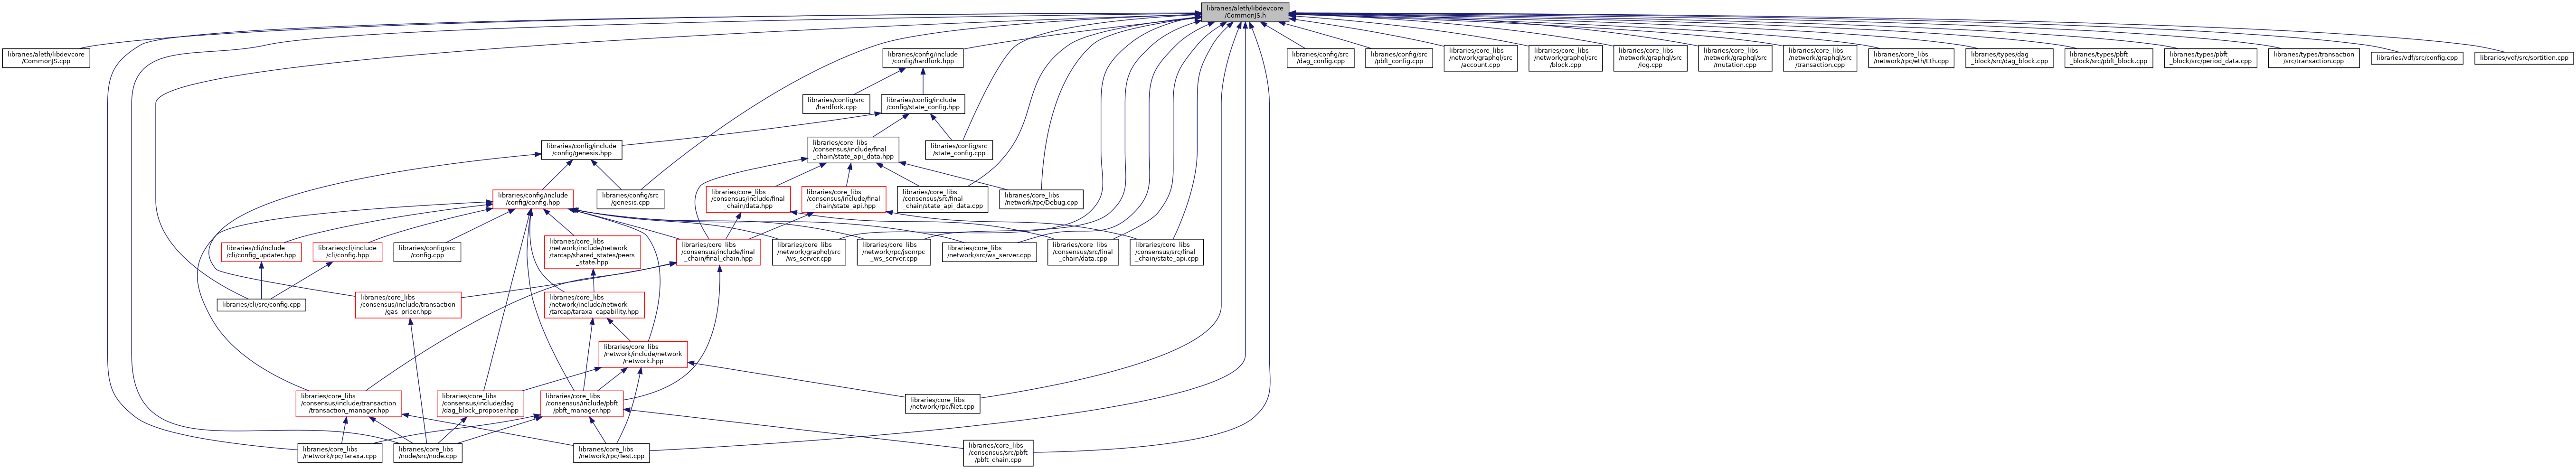 libraries/aleth/libdevcore
/CommonJS.h
libraries/aleth/libdevcore
/CommonJS.cpp
libraries/config/include
/config/hardfork.hpp
libraries/config/src
/dag_config.cpp
libraries/config/src
/pbft_config.cpp
libraries/core_libs
/network/graphql/src
/account.cpp
libraries/core_libs
/network/graphql/src
/block.cpp
libraries/core_libs
/network/graphql/src
/log.cpp
libraries/core_libs
/network/graphql/src
/mutation.cpp
libraries/core_libs
/network/graphql/src
/transaction.cpp
libraries/core_libs
/network/rpc/eth/Eth.cpp
libraries/types/dag
_block/src/dag_block.cpp
libraries/types/pbft
_block/src/pbft_block.cpp
libraries/types/pbft
_block/src/period_data.cpp
libraries/types/transaction
/src/transaction.cpp
libraries/vdf/src/config.cpp
libraries/vdf/src/sortition.cpp
libraries/config/src
/hardfork.cpp
libraries/config/include
/config/state_config.hpp
libraries/config/include
/config/genesis.hpp
libraries/core_libs
/consensus/include/final
_chain/state_api_data.hpp
libraries/config/src
/state_config.cpp
libraries/config/include
/config/config.hpp
libraries/config/src
/genesis.cpp
libraries/core_libs
/consensus/include/final
_chain/data.hpp
libraries/core_libs
/consensus/include/final
_chain/state_api.hpp
libraries/core_libs
/consensus/src/final
_chain/state_api_data.cpp
libraries/core_libs
/network/rpc/Debug.cpp
libraries/cli/include
/cli/config_updater.hpp
libraries/cli/include
/cli/config.hpp
libraries/config/src
/config.cpp
libraries/core_libs
/network/include/network
/tarcap/shared_states/peers
_state.hpp
libraries/core_libs
/consensus/include/final
_chain/final_chain.hpp
libraries/core_libs
/network/graphql/src
/ws_server.cpp
libraries/core_libs
/network/rpc/jsonrpc
_ws_server.cpp
libraries/core_libs
/network/src/ws_server.cpp
libraries/core_libs
/consensus/src/final
_chain/data.cpp
libraries/core_libs
/consensus/src/final
_chain/state_api.cpp
libraries/cli/src/config.cpp
libraries/core_libs
/consensus/include/transaction
/gas_pricer.hpp
libraries/core_libs
/network/include/network
/tarcap/taraxa_capability.hpp
libraries/core_libs
/network/include/network
/network.hpp
libraries/core_libs
/consensus/include/transaction
/transaction_manager.hpp
libraries/core_libs
/consensus/include/dag
/dag_block_proposer.hpp
libraries/core_libs
/consensus/include/pbft
/pbft_manager.hpp
libraries/core_libs
/network/rpc/Net.cpp
libraries/core_libs
/network/rpc/Taraxa.cpp
libraries/core_libs
/node/src/node.cpp
libraries/core_libs
/network/rpc/Test.cpp
libraries/core_libs
/consensus/src/pbft
/pbft_chain.cpp